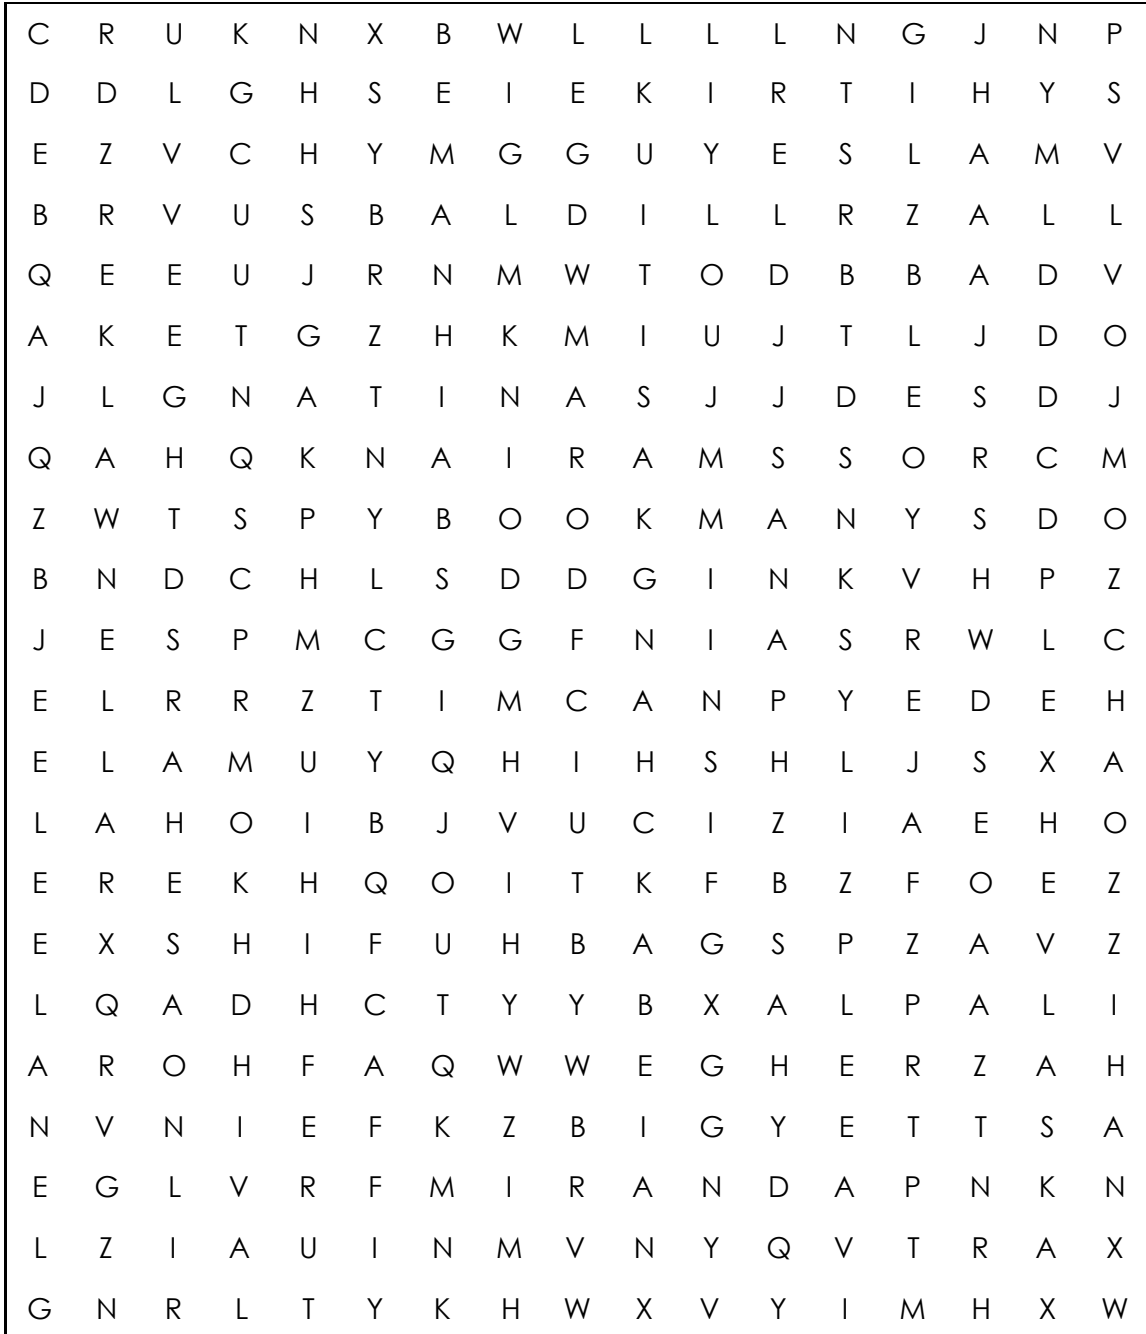 C R U K N X B W L L L L N G J N P
D D L G H S E I E K I R T I H Y S
E Z V C H Y M G G U Y E S L A M V
B R V U S B A L D I L L R Z A L L
Q E E U J R N M W T O D B B A D V
A K E T G Z H K M I U J T L J D O
J L G N A T I N A S J J D E S D J
Q A H Q K N A I R A M S S O R C M
Z W T S P Y B O O K M A N Y S D O
B N D C H L S D D G I N K V H P Z
J E S P M C G G F N I A S R W L C
E L R R Z T I M C A N P Y E D E H
E L A M U Y Q H I H S H L J S X A
L A H O I B J V U C I Z I A E H O
E R E K H Q O I T K F B Z F O E Z
E X S H I F U H B A G S P Z A V Z
L Q A D H C T Y Y B X A L P A L I
A R O H F A Q W W E G H E R Z A H
N V N I E F K Z B I G Y E T T S A
E G L V R F M I R A N D A P N K N
L Z I A U I N M V N Y Q V T R A X
G N R L T Y K H W X V Y I M H X W